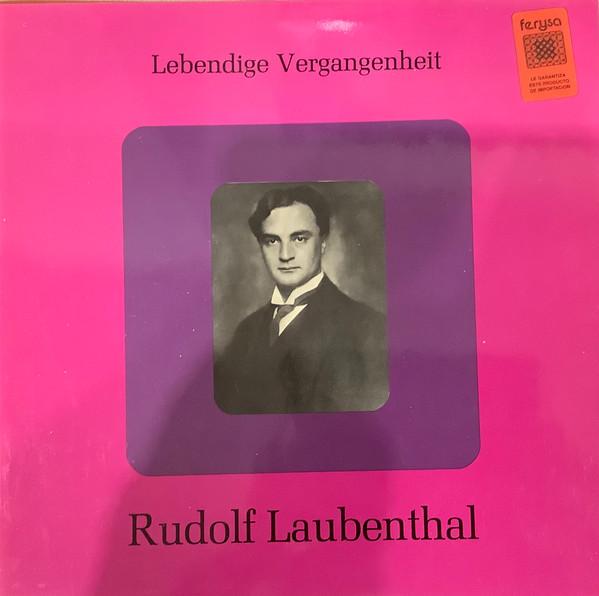 Lebendige Vergangenheit
ferysa
LE GARANTIZA
ESTE PRODUCTO
DE IMPORTACION
Rudolf Laubenthal